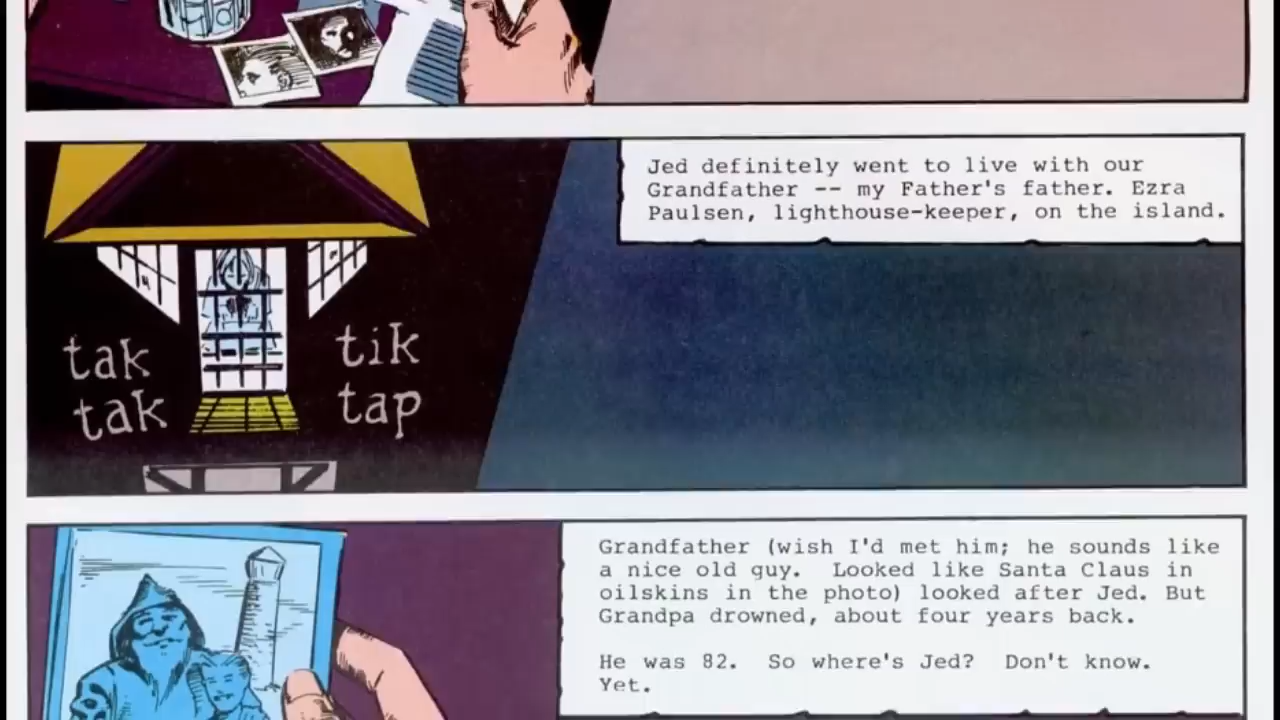 Jed definitely went to live with our
Grandfather -- my Father's father. Ezra
Paulsen, lighthouse-keeper, on the island.
tak
tak
tik
tap
Grandfather (wish I'd met him; he sounds like
a nice old guy. Looked like Santa Claus in
oilskins in the photo) looked after Jed. But
Grandpa drowned, about four years back.
He was 82. So where's Jed? Don't know.
Yet.